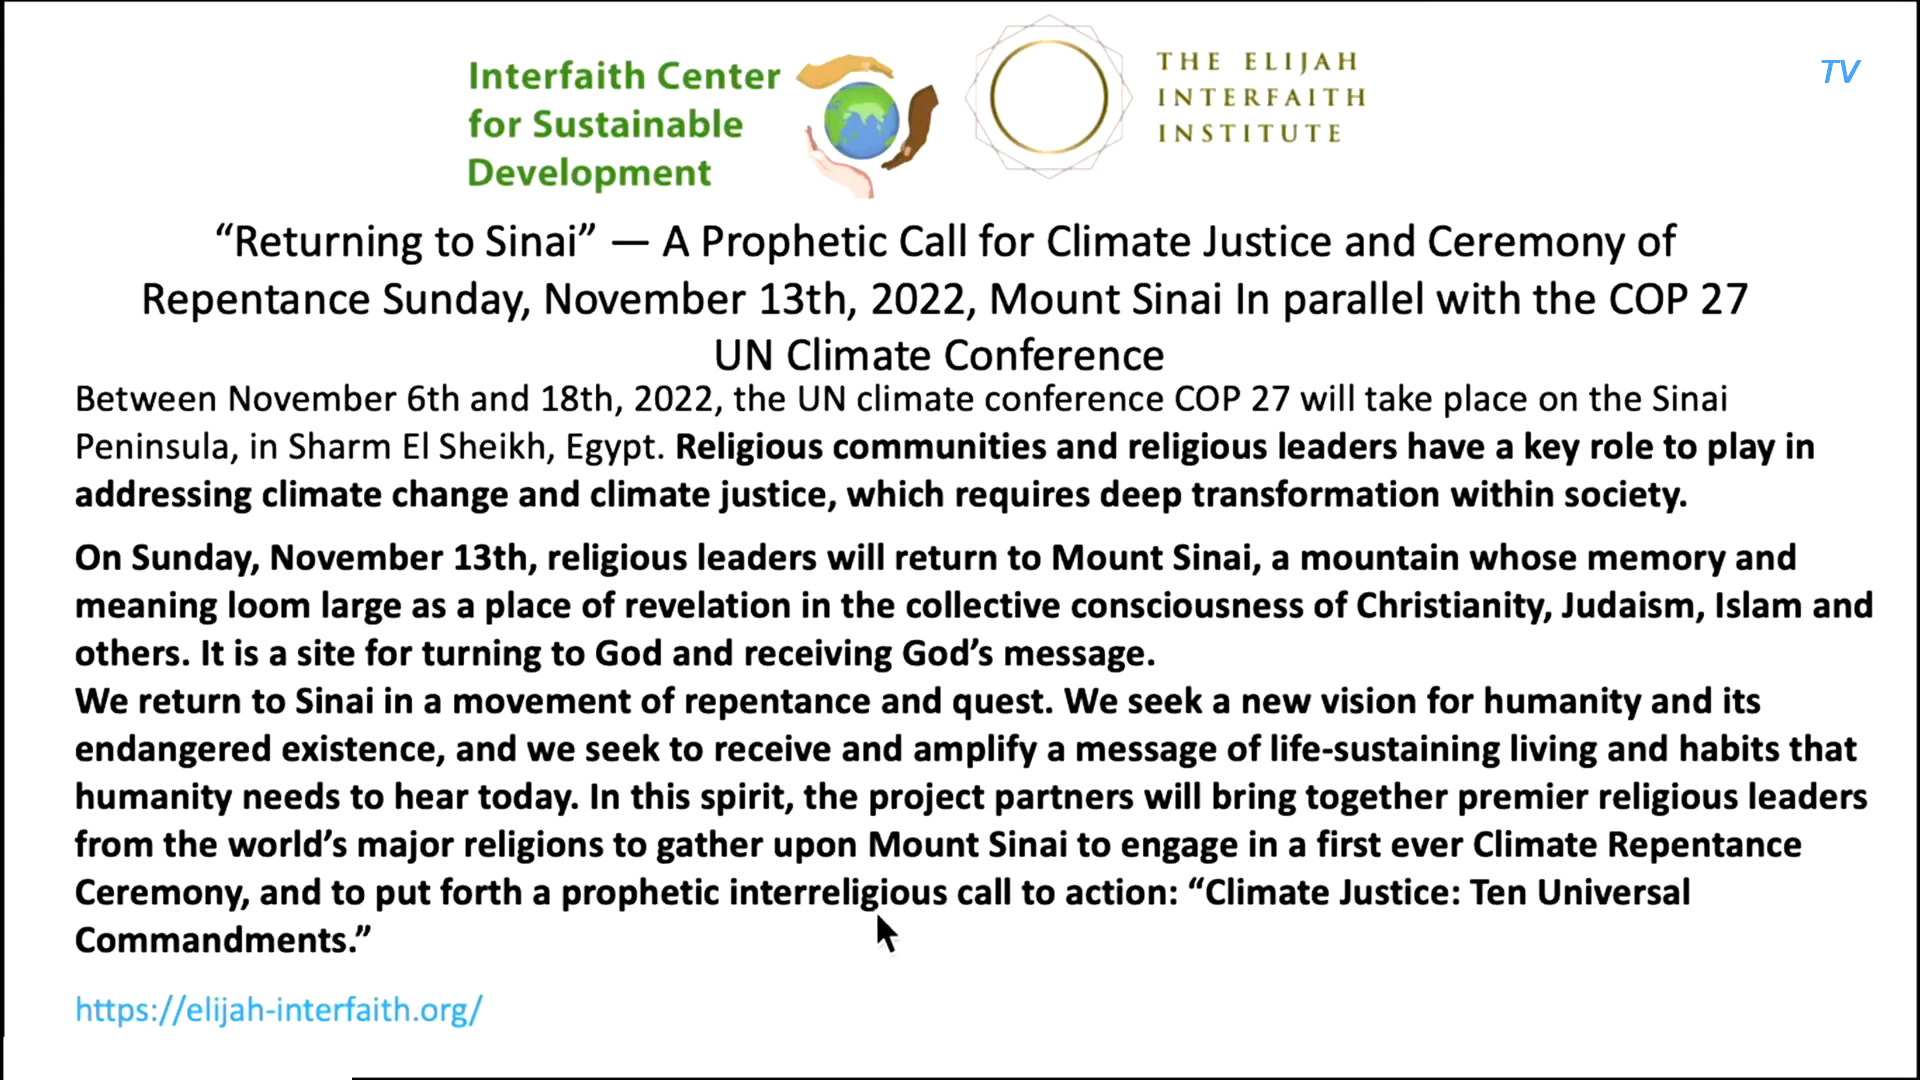 Interfaith Center
for Sustainable
Development
THE ELIJAH
INTERFAITH
INSTITUTE
TV
“Returning to Sinai” — A Prophetic Call for Climate Justice and Ceremony of
Repentance Sunday, November 13th, 2022, Mount Sinai In parallel with the COP 27
UN Climate Conference
Between November 6th and 18th, 2022, the UN climate conference COP 27 will take place on the Sinai
Peninsula, in Sharm El Sheikh, Egypt. Religious communities and religious leaders have a key role to play in
addressing climate change and climate justice, which requires deep transformation within society.
On Sunday, November 13th, religious leaders will return to Mount Sinai, a mountain whose memory and
meaning loom large as a place of revelation in the collective consciousness of Christianity, Judaism, Islam and
others. It is a site for turning to God and receiving God’s message.
We return to Sinai in a movement of repentance and quest. We seek a new vision for humanity and its
endangered existence, and we seek to receive and amplify a message of life-sustaining living and habits that
humanity needs to hear today. In this spirit, the project partners will bring together premier religious leaders
from the world’s major religions to gather upon Mount Sinai to engage in a first ever Climate Repentance
Ceremony, and to put forth a prophetic interreligious call to action: “Climate Justice: Ten Universal
Commandments.”
https://elijah-interfaith.org/